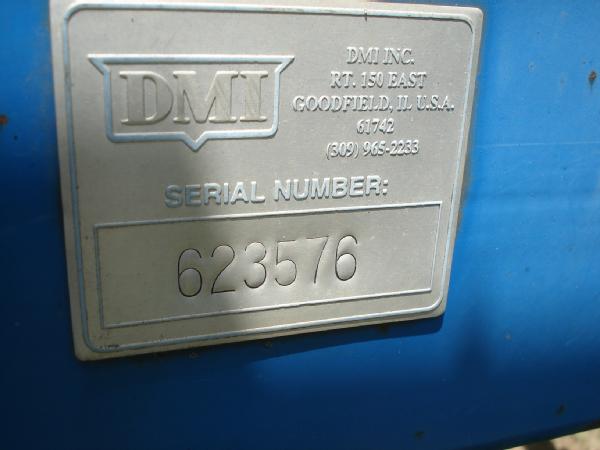 DMI
DMI INC.
RT. 150 EAST
GOODFIELD, IL U.S.A.
61742
(309) 965-2233
SERIAL NUMBER:
623576